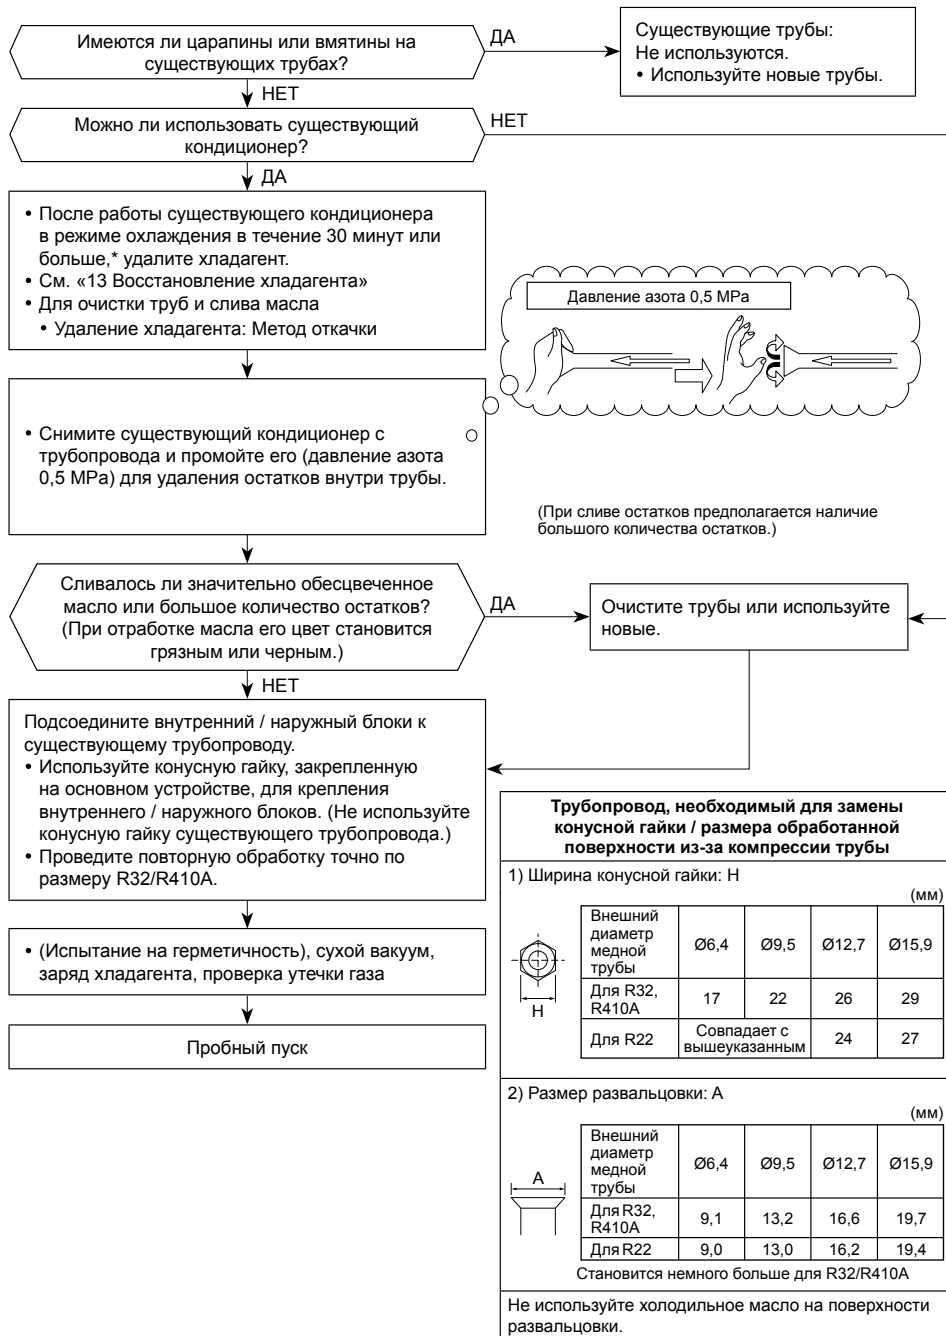 Имеются ли царапины или вмятины на
существующих трубах?
ДА
Существующие трубы:
Не используются.
• Используйте новые трубы.
НЕТ
Можно ли использовать существующий
кондиционер?
НЕТ
ДА
• После работы существующего кондиционера
в режиме охлаждения в течение 30 минут или
больше,* удалите хладагент.
• См. «13 Восстановление хладагента»
• Для очистки труб и слива масла
• Удаление хладагента: Метод откачки
Давление азота 0,5 MPa
• Снимите существующий кондиционер с
трубопровода и промойте его (давление азота
0,5 MPa) для удаления остатков внутри трубы.
(При сливе остатков предполагается наличие
большого количества остатков.)
Сливалось ли значительно обесцвеченное
масло или большое количество остатков?
(При отработке масла его цвет становится
грязным или черным.)
ДА
Очистите трубы или используйте
новые.
НЕТ
Подсоедините внутренний / наружный блоки к
существующему трубопроводу.
• Используйте конусную гайку, закрепленную
на основном устройстве, для крепления
внутреннего / наружного блоков. (Не используйте
конусную гайку существующего трубопровода.)
• Проведите повторную обработку точно по
размеру R32/R410A.
• (Испытание на герметичность), сухой вакуум,
заряд хладагента, проверка утечки газа
Пробный пуск
Трубопровод, необходимый для замены
конусной гайки / размера обработанной
поверхности из-за компрессии трубы
1) Ширина конусной гайки: H
(мм)
H
Внешний
диаметр
медной
трубы
Ø6,4 Ø9,5 Ø12,7 Ø15,9
Для R32,
R410A
17 22 26 29
Для R22
Совпадает с
вышеуказанным
24 27
2) Размер развальцовки: A
(мм)
A
Внешний
диаметр
медной
трубы
Ø6,4 Ø9,5 Ø12,7 Ø15,9
Для R32,
R410A
9,1 13,2 16,6 19,7
Для R22 9,0 13,0 16,2 19,4
Становится немного больше для R32/R410A
Не используйте холодильное масло на поверхности
развальцовки.